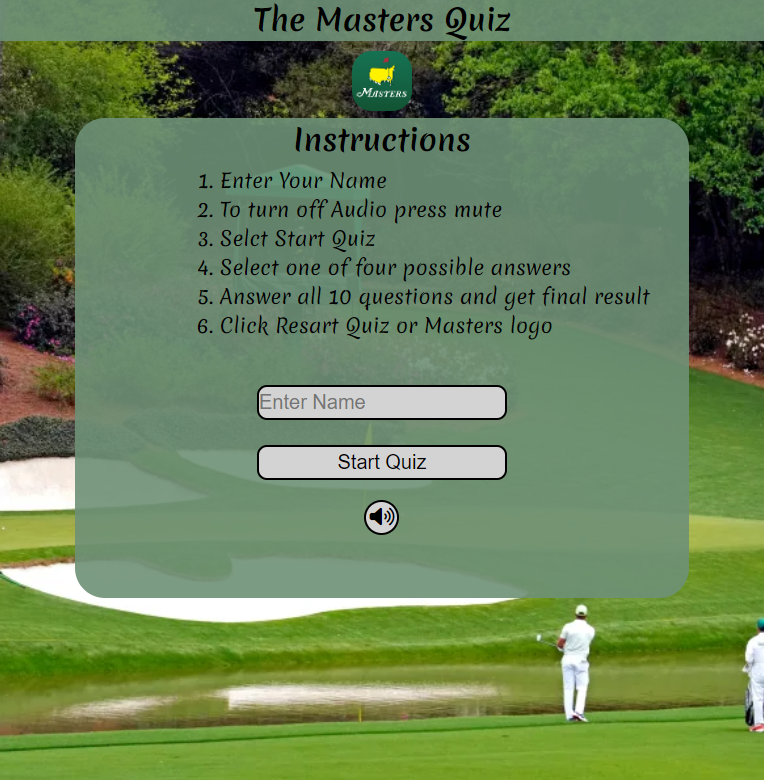 The Masters Quiz
Masters
Instructions
1. Enter Your Name
2. To turn off Audio press mute
3. Selct Start Quiz
4. Select one of four possible answers
5. Answer all 10 questions and get final result
6. Click Resart Quiz or Masters logo
Enter Name
Start Quiz